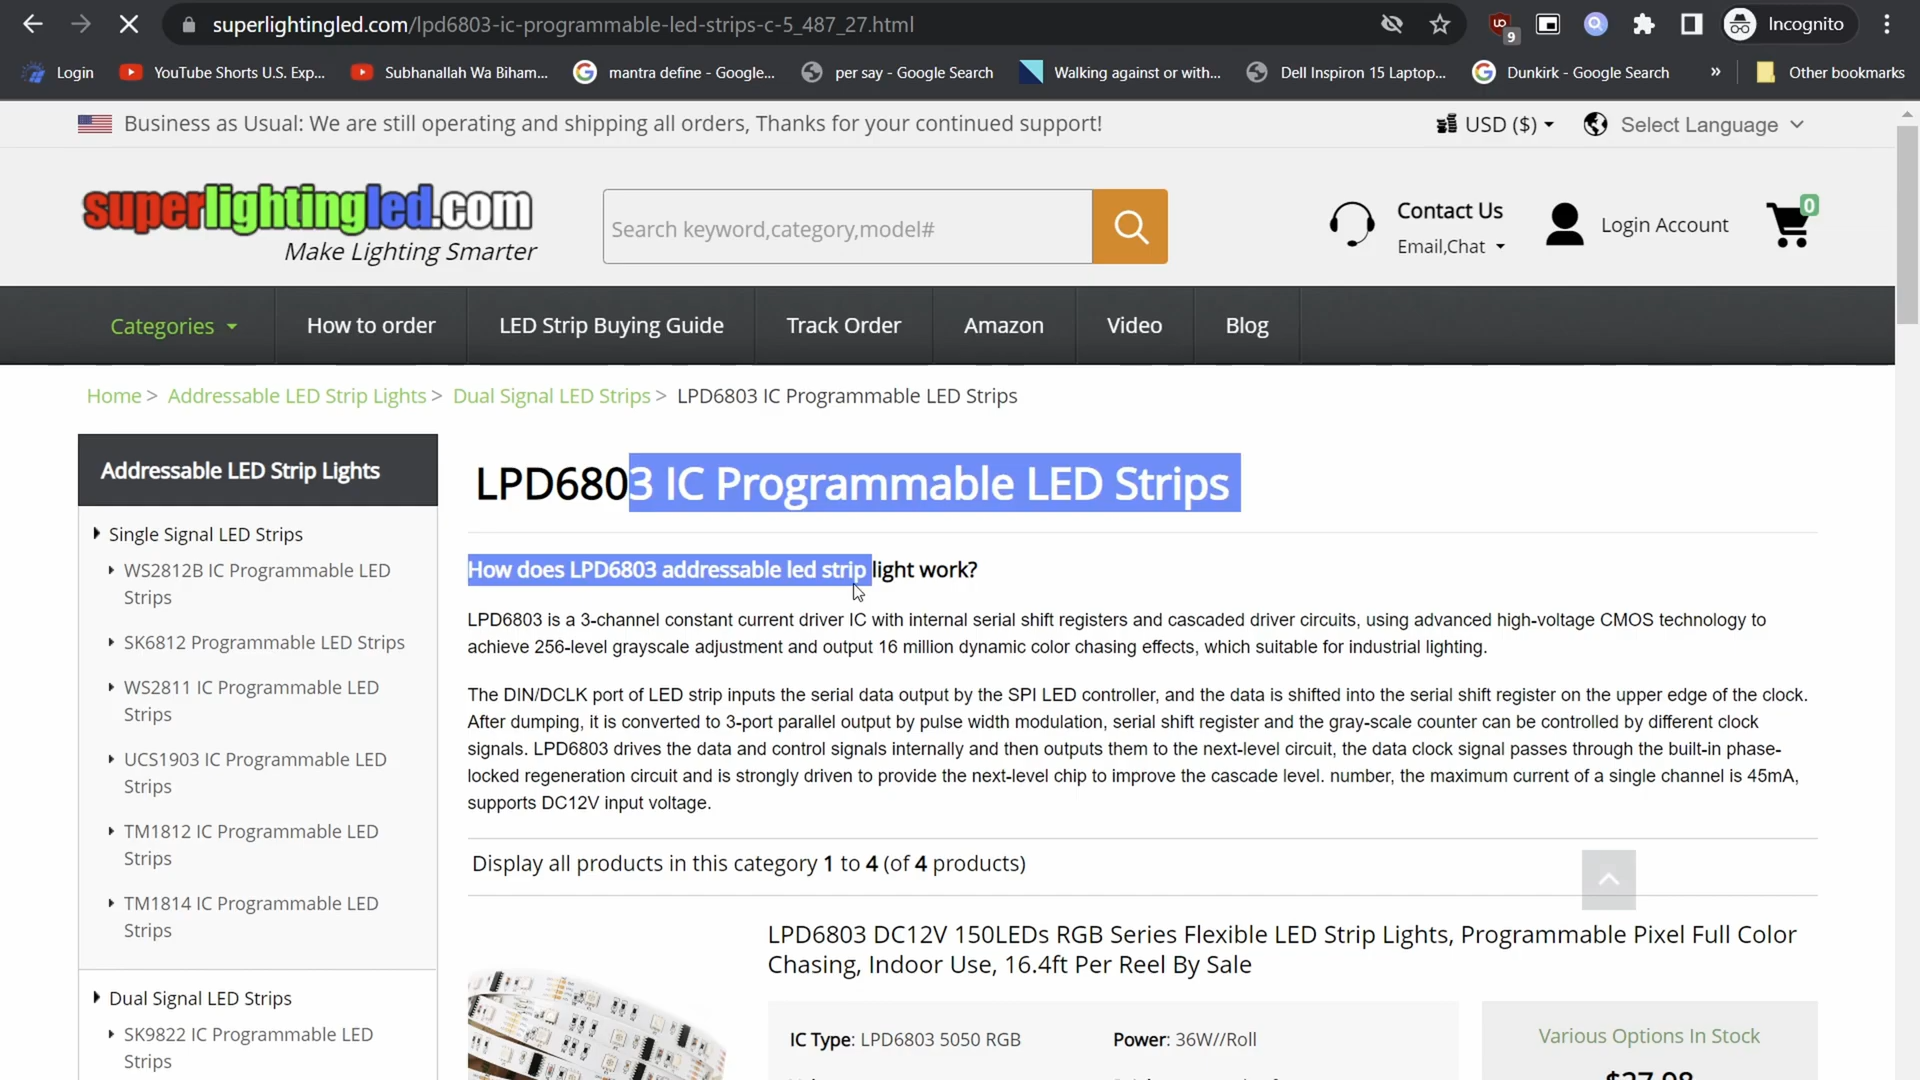 superlightingled.com/lpd6803-ic-programmable-led-strips-c-5_487_27.html
9
Incognito
Login
YouTube Shorts U.S. Exp...
Subhanallah Wa Biham...
mantra define - Google...
per say - Google Search
Walking against or with...
Dell Inspiron 15 Laptop...
Dunkirk - Google Search
»
Other bookmarks
Business as Usual: We are still operating and shipping all orders, Thanks for your continued support!
USD ($)
Select Language
superlightingled.com
Make Lighting Smarter
Search keyword,category,model#
Contact Us
Email,Chat
Login Account
0
Categories
How to order
LED Strip Buying Guide
Track Order
Amazon
Video
Blog
Home > Addressable LED Strip Lights > Dual Signal LED Strips > LPD6803 IC Programmable LED Strips
Addressable LED Strip Lights
Single Signal LED Strips
WS2812B IC Programmable LED
Strips
SK6812 Programmable LED Strips
WS2811 IC Programmable LED
Strips
UCS1903 IC Programmable LED
Strips
TM1812 IC Programmable LED
Strips
TM1814 IC Programmable LED
Strips
Dual Signal LED Strips
SK9822 IC Programmable LED
Strips
LPD6803 IC Programmable LED Strips
How does LPD6803 addressable led strip light work?
LPD6803 is a 3-channel constant current driver IC with internal serial shift registers and cascaded driver circuits, using advanced high-voltage CMOS technology to
achieve 256-level grayscale adjustment and output 16 million dynamic color chasing effects, which suitable for industrial lighting.
The DIN/DCLK port of LED strip inputs the serial data output by the SPI LED controller, and the data is shifted into the serial shift register on the upper edge of the clock.
After dumping, it is converted to 3-port parallel output by pulse width modulation, serial shift register and the gray-scale counter can be controlled by different clock
signals. LPD6803 drives the data and control signals internally and then outputs them to the next-level circuit, the data clock signal passes through the built-in phase-
locked regeneration circuit and is strongly driven to provide the next-level chip to improve the cascade level. number, the maximum current of a single channel is 45mA,
supports DC12V input voltage.
Display all products in this category 1 to 4 (of 4 products)
LPD6803 DC12V 150LEDs RGB Series Flexible LED Strip Lights, Programmable Pixel Full Color
Chasing, Indoor Use, 16.4ft Per Reel By Sale
IC Type: LPD6803 5050 RGB
Power: 36W//Roll
Various Options In Stock